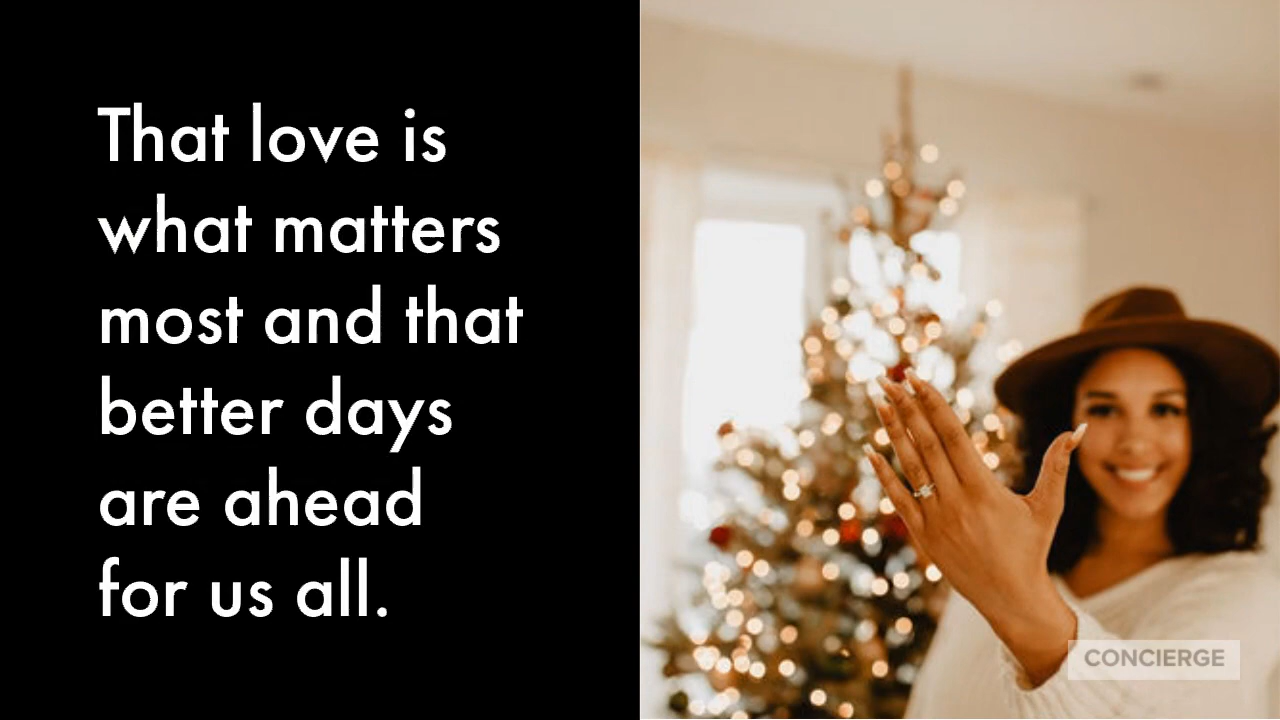 That love is
what matters
most and that
better days
are ahead
for us all.
CONCIERGE